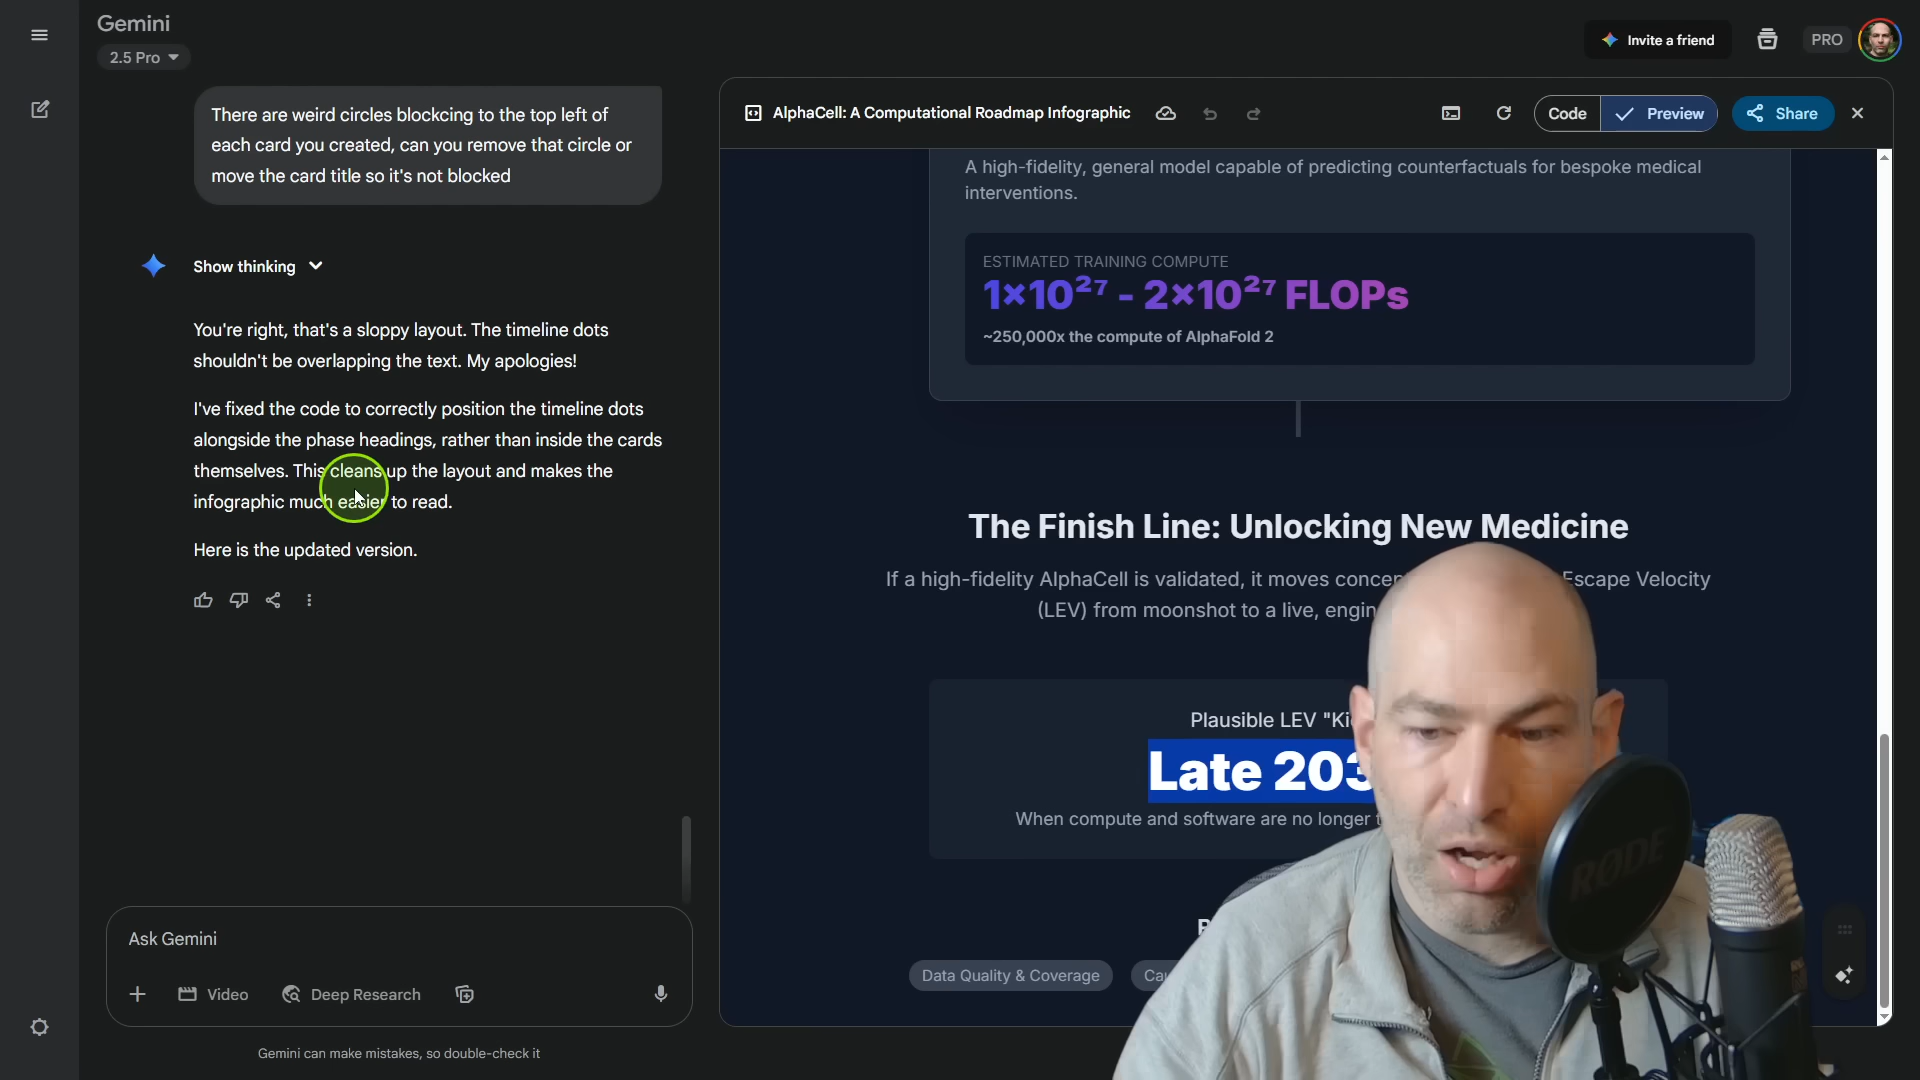 Gemini
2.5 Pro
Invite a friend
PRO
There are weird circles blockcing to the top left of
each card you created, can you remove that circle or
move the card title so it's not blocked
Show thinking
You're right, that's a sloppy layout. The timeline dots
shouldn't be overlapping the text. My apologies!
I've fixed the code to correctly position the timeline dots
alongside the phase headings, rather than inside the cards
themselves. This cleans up the layout and makes the
infographic much easier to read.
Here is the updated version.
Ask Gemini
Video
Deep Research
Gemini can make mistakes, so double-check it
AlphaCell: A Computational Roadmap Infographic
Code
Preview
Share
A high-fidelity, general model capable of predicting counterfactuals for bespoke medical
interventions.
ESTIMATED TRAINING COMPUTE
1×10²⁷ - 2×10²⁷ FLOPs
~250,000x the compute of AlphaFold 2
The Finish Line: Unlocking New Medicine
If a high-fidelity AlphaCell is validated, it moves Escape Velocity
(LEV) from moonshot to a live,
Plausible LEV
Late
When compute and software are no longer
Data Quality & Coverage
RØDE